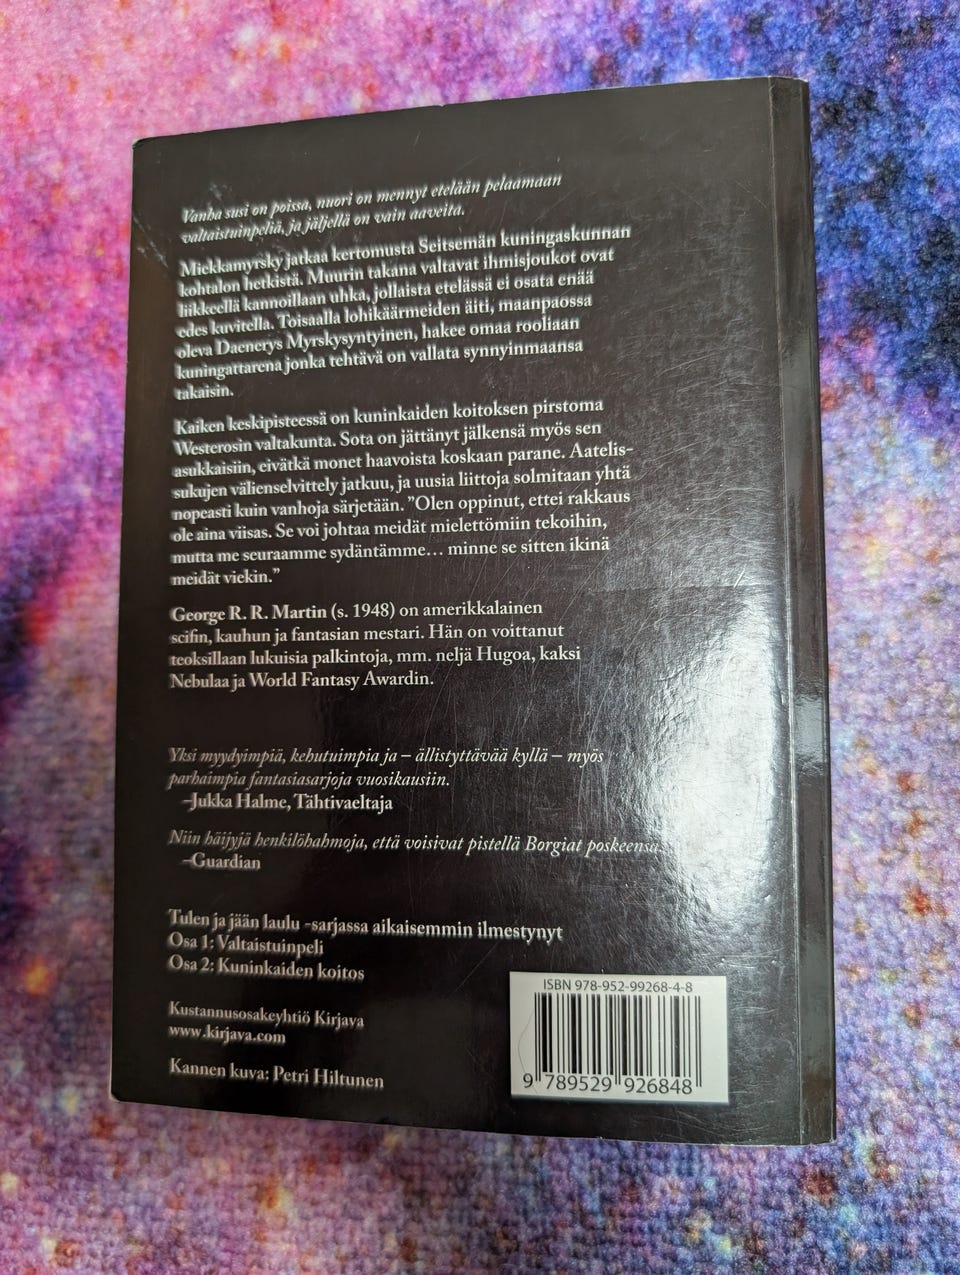 Vanha susi on poissa, nuori on mennyt etelään pelaamaan
valtaistuinpeliä, ja jäljellä on vain aaveita.
Miekkamyrsky jatkaa kertomusta Seitsemän kuningaskunnan
kohtalon hetkistä. Muurin takana valtavat ihmisjoukot ovat
liikkeellä kannoillaan uhka, jollaista etelässä ei osata enää
edes kuvitella. Toisaalla lohikäärmeiden äiti, maanpaossa
oleva Daenerys Myrskysyntyinen, hakee omaa rooliaan
kuningattarena jonka tehtävä on vallata synnyinmaansa
takaisin.
Kaiken keskipisteessä on kuninkaiden koitoksen pirstoma
Westerosin valtakunta. Sota on jättänyt jälkensä myös sen
asukkaisiin, eivätkä monet haavoista koskaan parane. Aatelis-
sukujen välienselvittely jatkuu, ja uusia liittoja solmitaan yhtä
nopeasti kuin vanhoja särjetään. ”Olen oppinut, ettei rakkaus
ole aina viisas. Se voi johtaa meidät mielettömiin tekoihin,
mutta me seuraamme sydäntämme… minne se sitten ikinä
meidät viekin.”
George R. R. Martin (s. 1948) on amerikkalainen
scifin, kauhun ja fantasian mestari. Hän on voittanut
teoksillaan lukuisia palkintoja, mm. neljä Hugoa, kaksi
Nebulaa ja World Fantasy Awardin.
Yksi myydyimpiä, kehutuimpia ja – ällistyttävää kyllä – myös
parhaimpia fantasiasarjoja vuosikausiin.
–Jukka Halme, Tähtivaeltaja
Niin häijyjä henkilöhahmoja, että voisivat pistellä Borgiat poskeensa.
–Guardian
Tulen ja jään laulu -sarjassa aikaisemmin ilmestynyt
Osa 1: Valtaistuinpeli
Osa 2: Kuninkaiden koitos
Kustannusosakeyhtiö Kirjava
www.kirjava.com
Kannen kuva: Petri Hiltunen
ISBN 978-952-99268-4-8
9 789529 926848